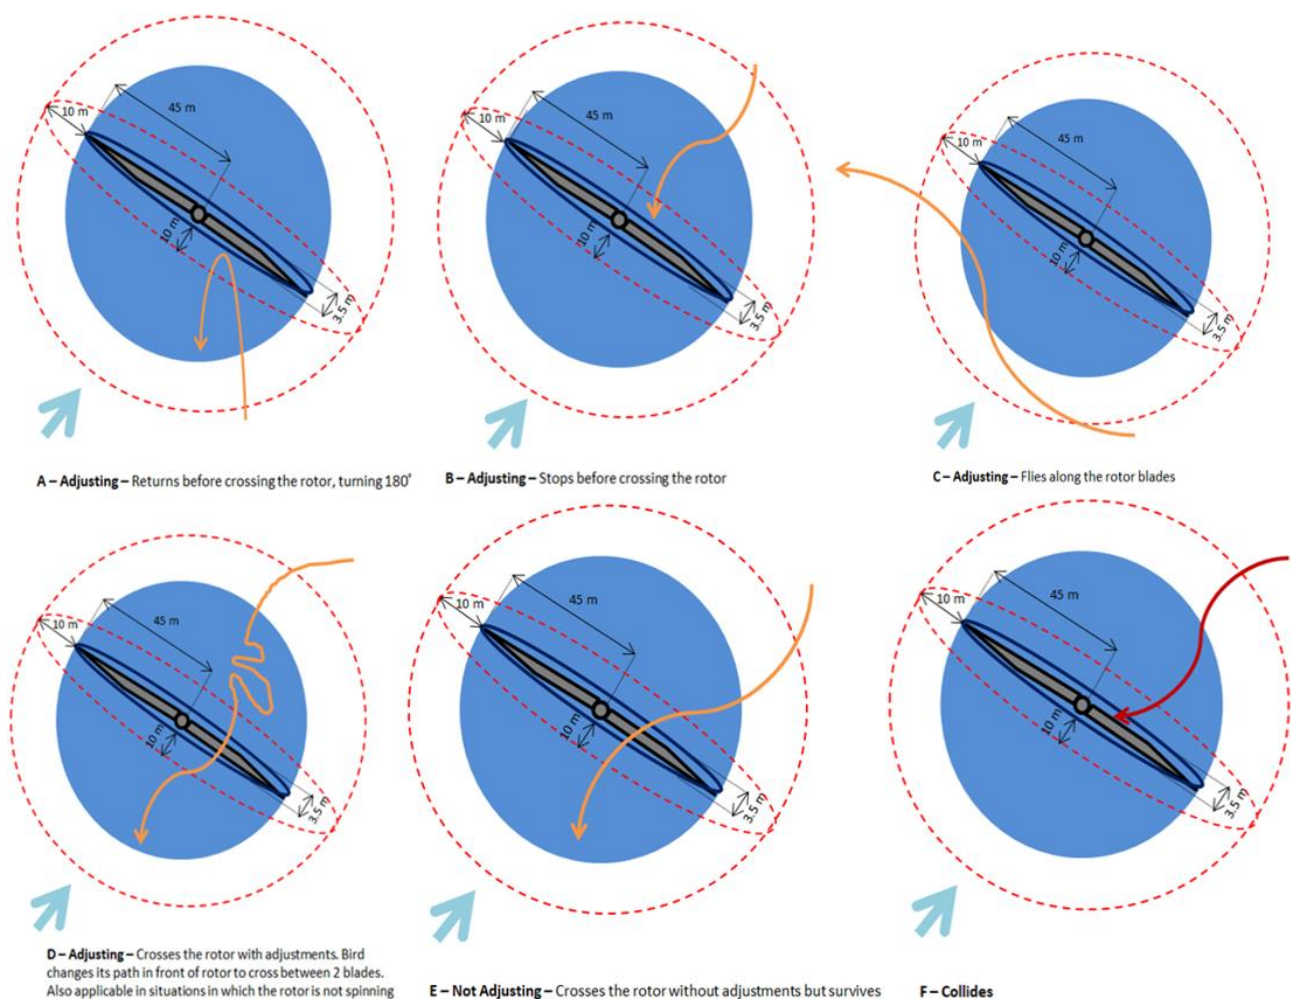 10 m
45 m
10 m
3.5 m
10 m
45 m
10 m
3.5 m
10 m
45 m
10 m
3.5 m
A – Adjusting – Returns before crossing the rotor, turning 180°
B – Adjusting – Stops before crossing the rotor
C – Adjusting – Flies along the rotor blades
10 m
45 m
10 m
3.5 m
10 m
45 m
10 m
3.5 m
10 m
45 m
10 m
3.5 m
D – Adjusting – Crosses the rotor with adjustments. Bird
changes its path in front of rotor to cross between 2 blades.
Also applicable in situations in which the rotor is not spinning
E – Not Adjusting – Crosses the rotor without adjustments but survives
F – Collides